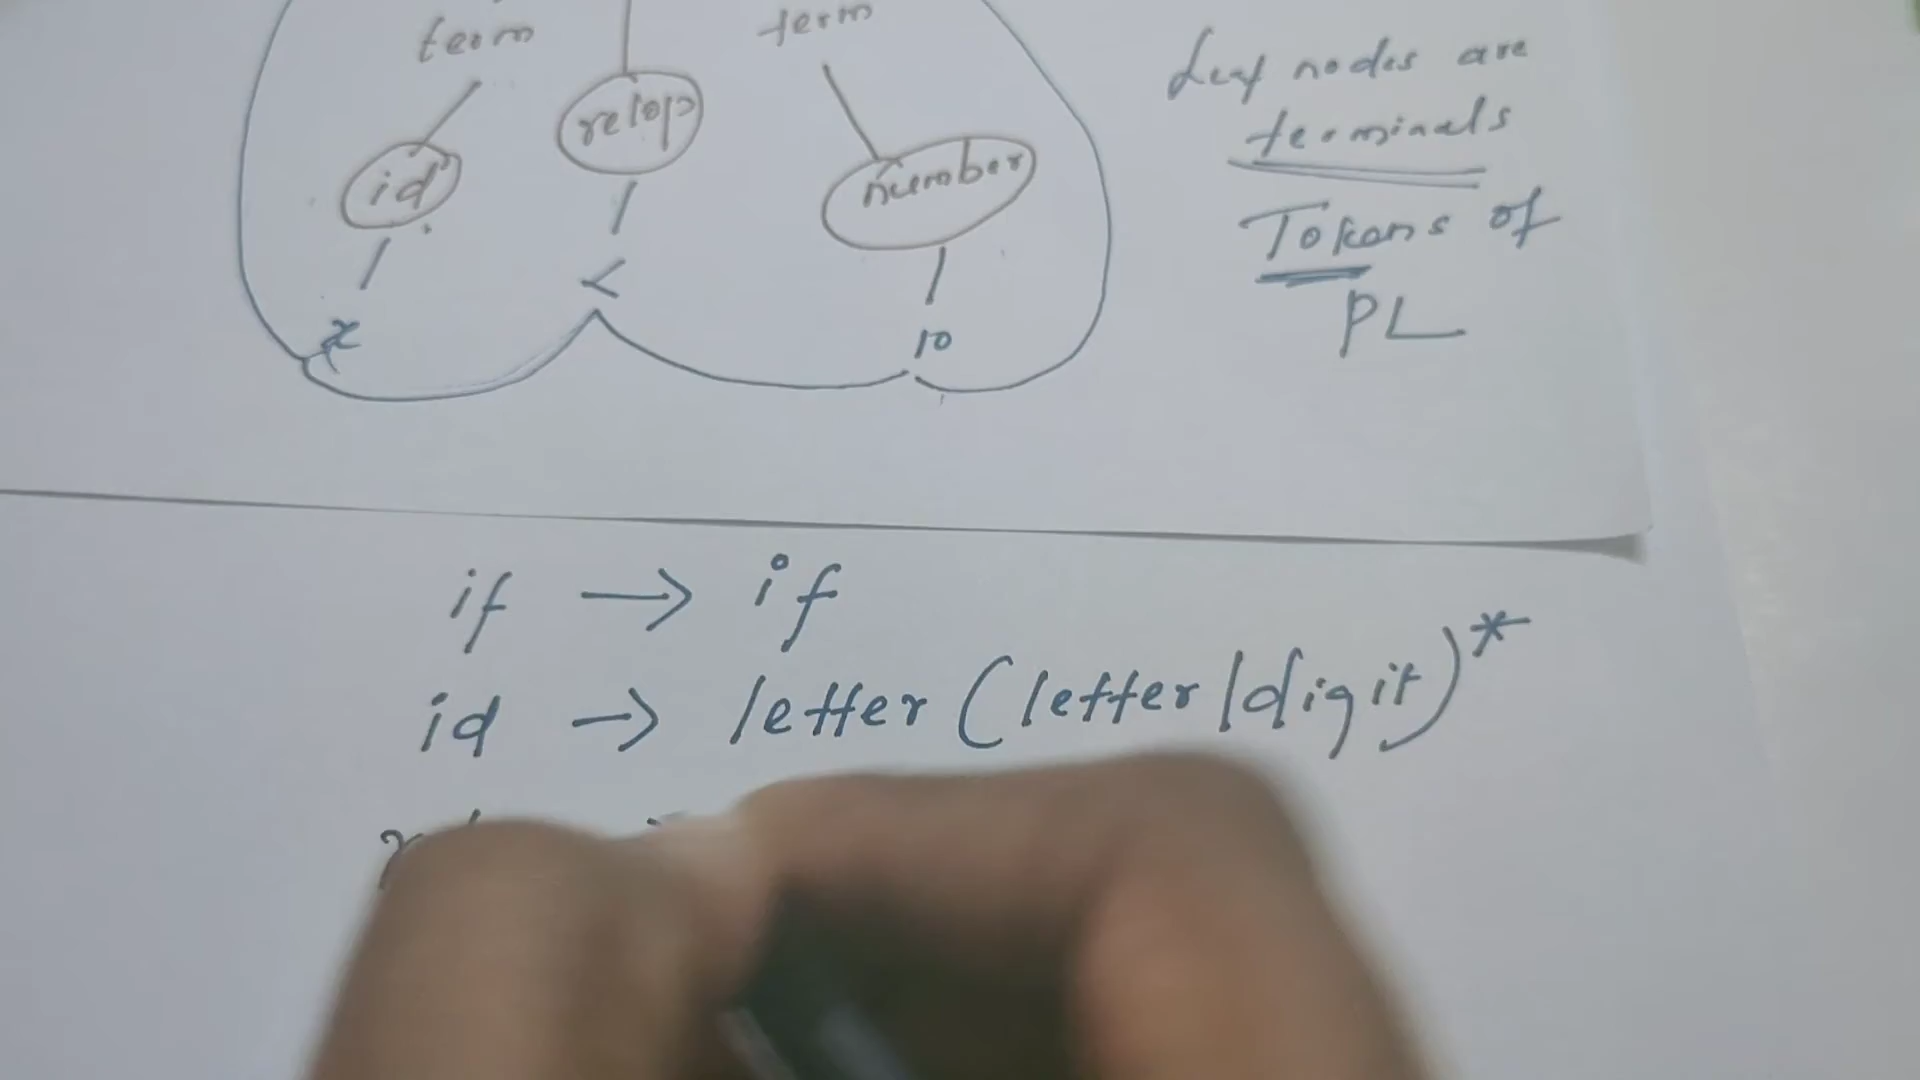 term term
relop
id number
<
x 10
Leaf nodes are
terminals
Tokens of
PL
if → if
id → letter (letter | digit)*